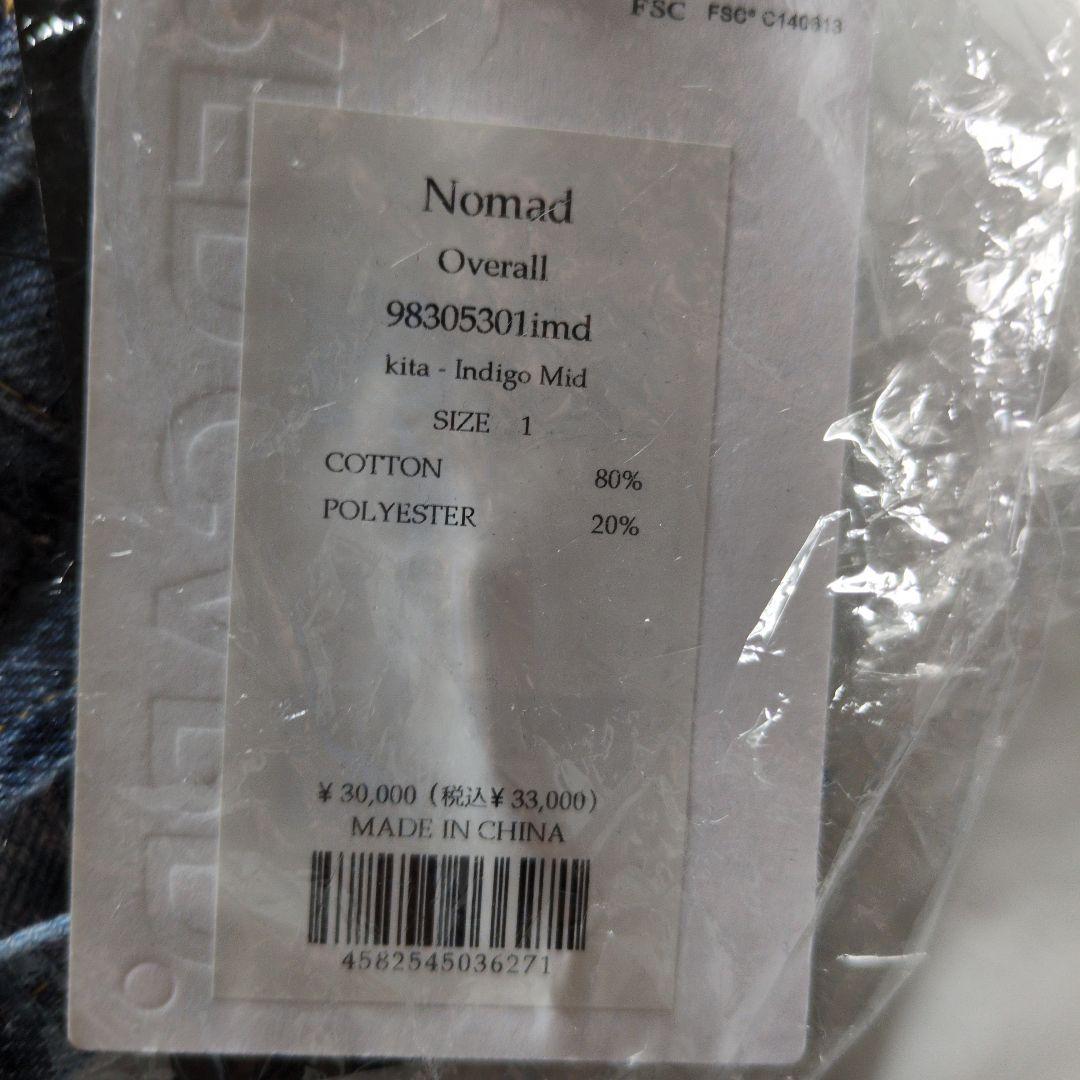 FSC FSC® C140613
Nomad
Overall
98305301imd
kita - Indigo Mid
SIZE 1
COTTON 80%
POLYESTER 20%
¥ 30,000 (税込¥ 33,000)
MADE IN CHINA
4582545036271